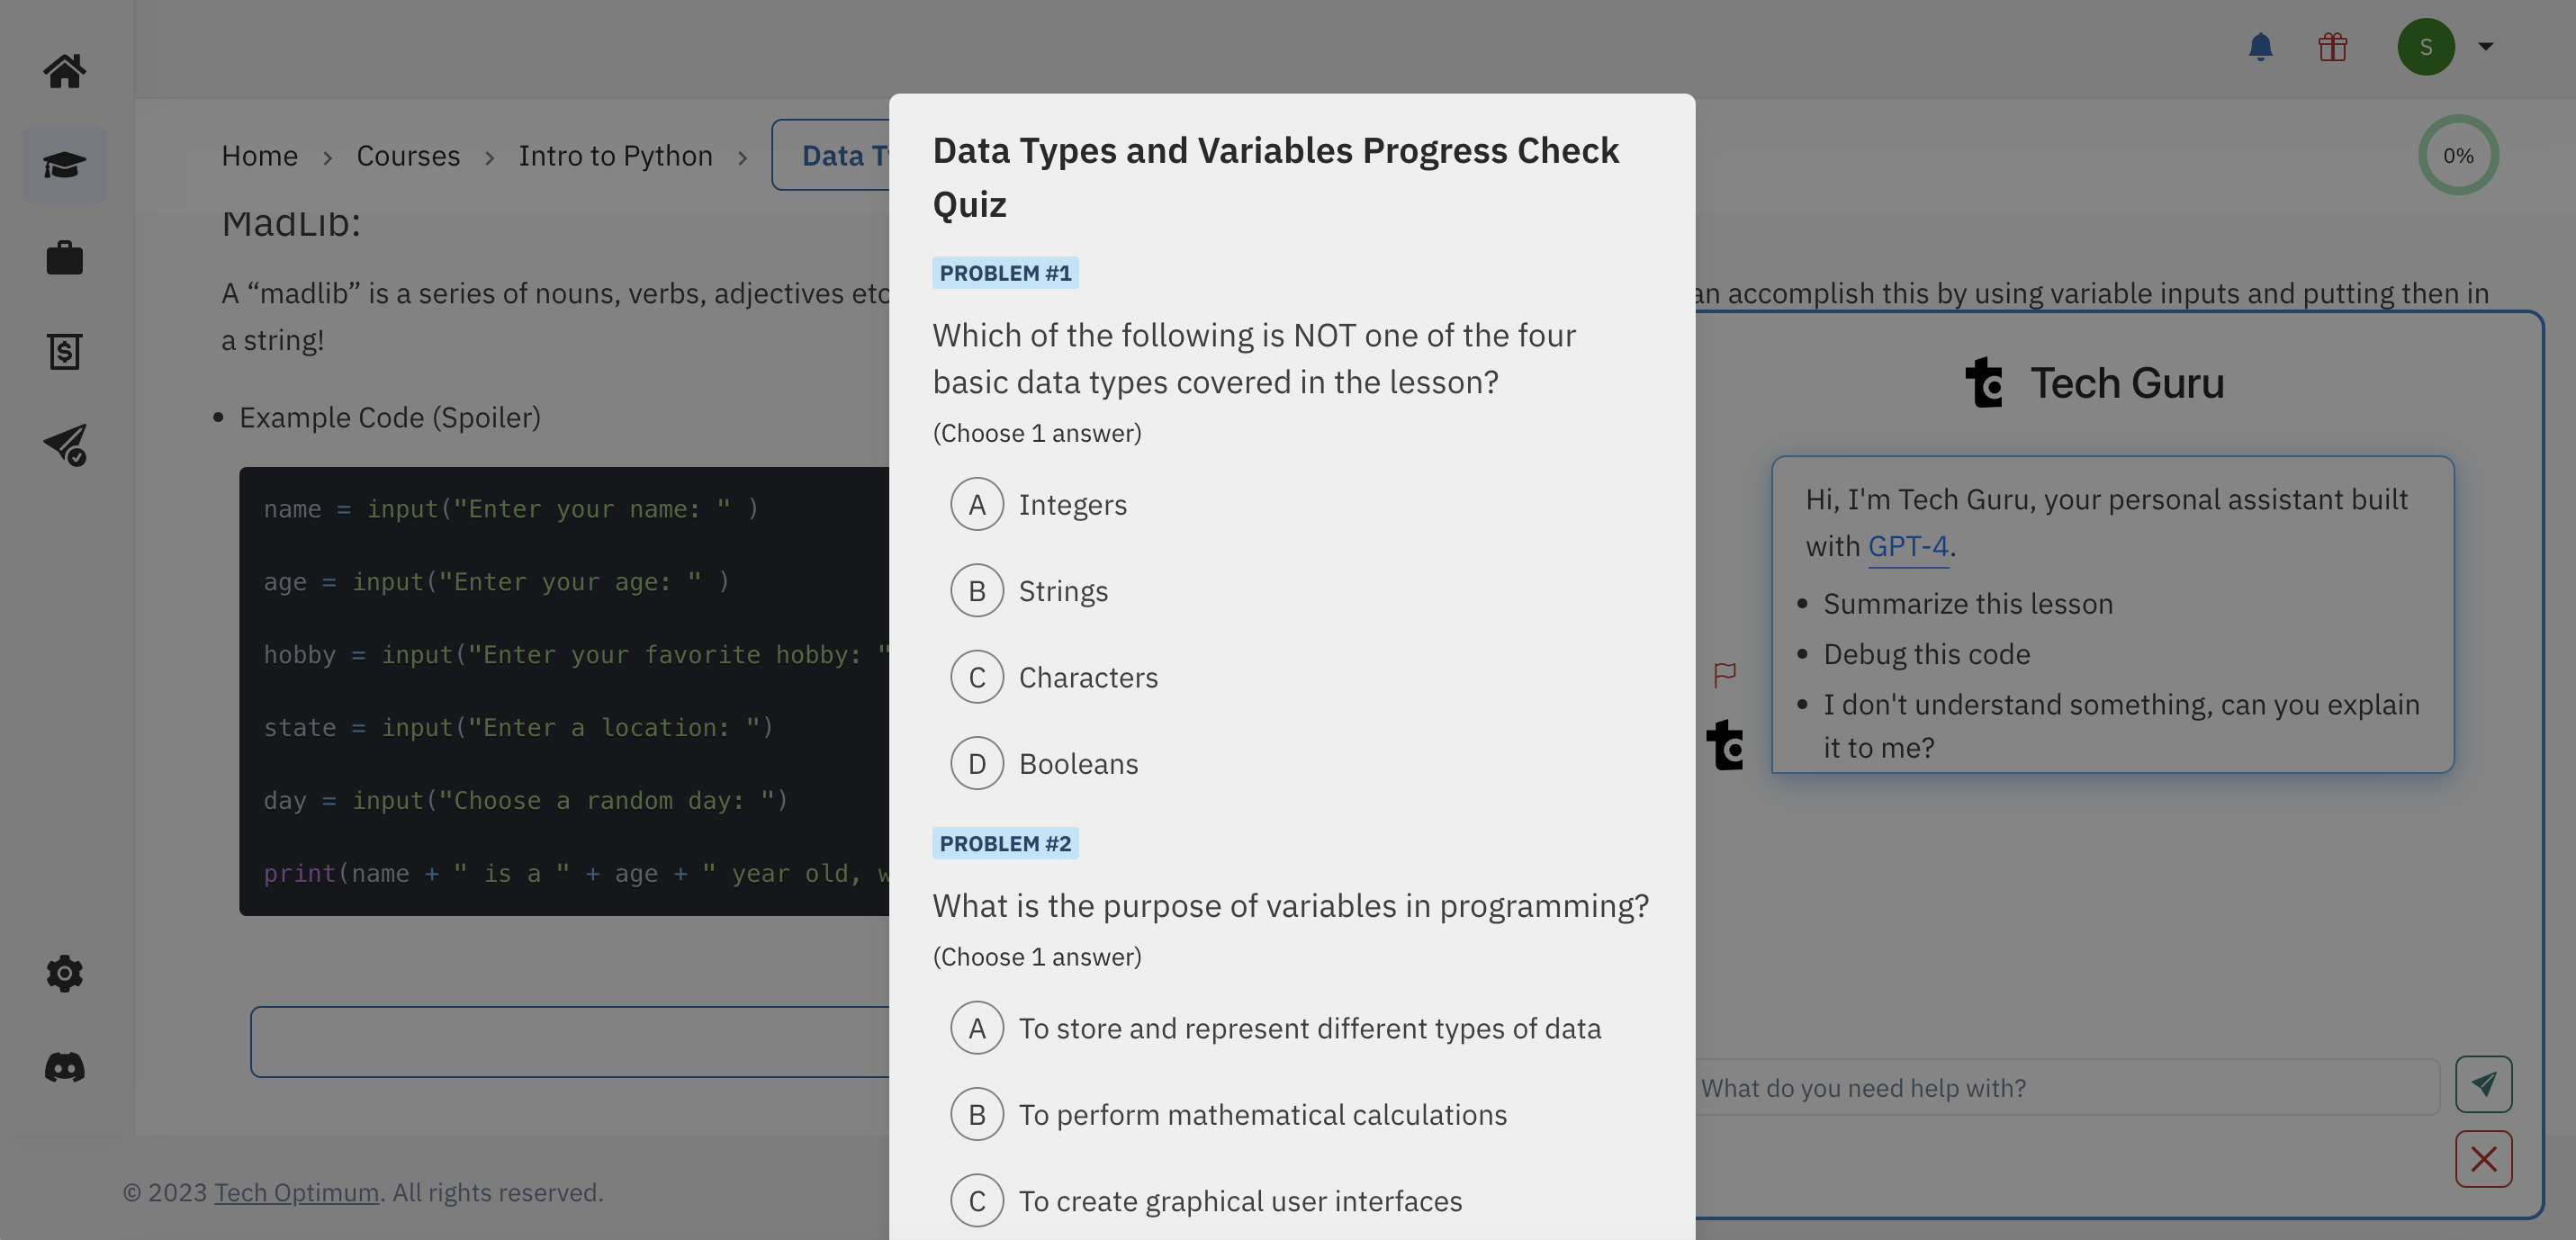 S
Home > Courses > Intro to Python > Data T
0%
MadLib:
A “madlib” is a series of nouns, verbs, adjectives etc
an accomplish this by using variable inputs and putting then in
a string!
• Example Code (Spoiler)
name = input("Enter your name: " )
age = input("Enter your age: " )
hobby = input("Enter your favorite hobby: "
state = input("Enter a location: ")
day = input("Choose a random day: ")
print(name + " is a " + age + " year old, w
© 2023 Tech Optimum. All rights reserved.
Data Types and Variables Progress Check
Quiz
PROBLEM #1
Which of the following is NOT one of the four
basic data types covered in the lesson?
(Choose 1 answer)
A Integers
B Strings
C Characters
D Booleans
PROBLEM #2
What is the purpose of variables in programming?
(Choose 1 answer)
A To store and represent different types of data
B To perform mathematical calculations
C To create graphical user interfaces
to Tech Guru
Hi, I'm Tech Guru, your personal assistant built
with GPT-4.
• Summarize this lesson
• Debug this code
• I don't understand something, can you explain
it to me?
to
What do you need help with?